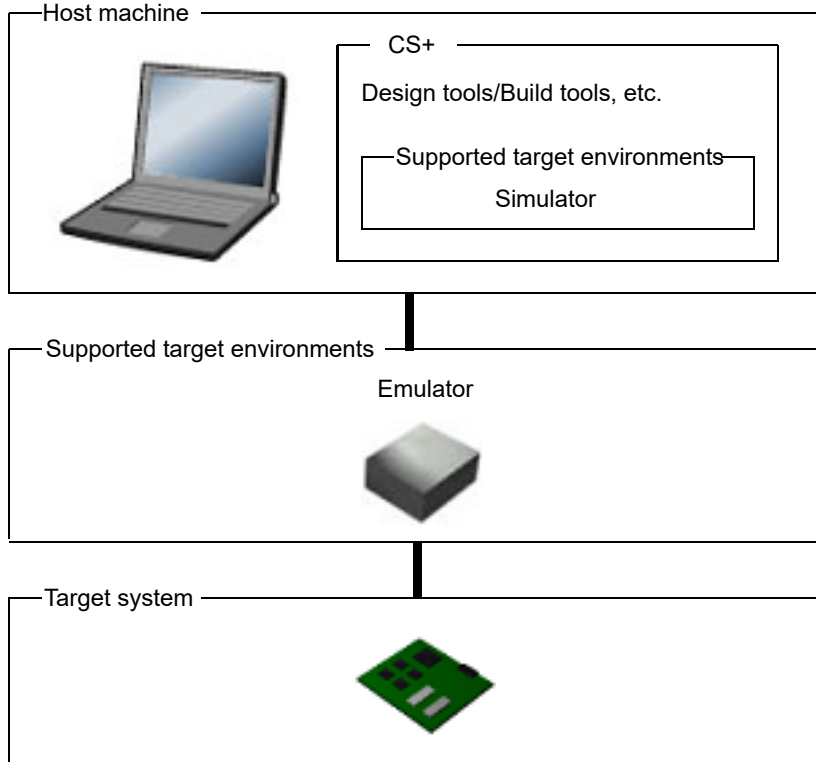 Host machine
CS+
Design tools/Build tools, etc.
Supported target environments
Simulator
Supported target environments
Emulator
Target system